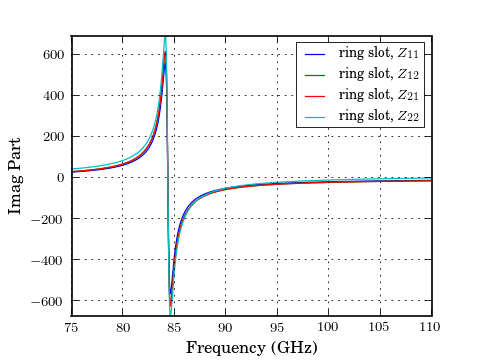 600
400
200
0
−200
−400
−600
75 80 85 90 95 100 105 110
Imag Part
Frequency (GHz)
ring slot, Z11
ring slot, Z12
ring slot, Z21
ring slot, Z22